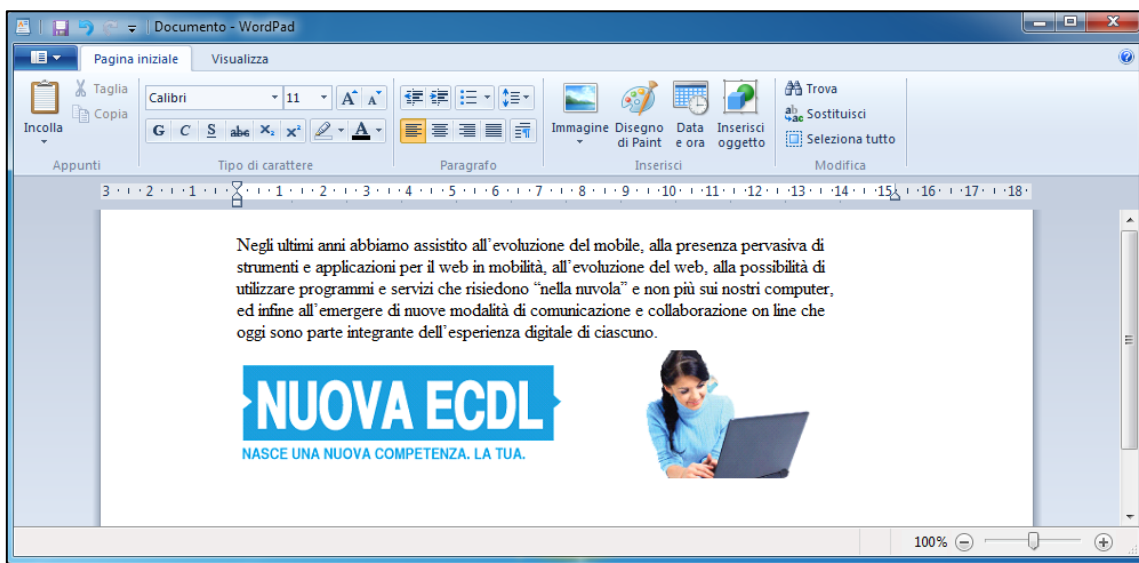 Documento - WordPad
Pagina iniziale Visualizza
Taglia
Copia
Incolla
Calibri 11
G C S abc X₂ X² A
Immagine Disegno di Paint Data e ora Inserisci oggetto
Trova
Sostituisci
Seleziona tutto
Appunti Tipo di carattere Paragrafo Inserisci Modifica
3 2 1 1 2 3 4 5 6 7 8 9 10 11 12 13 14 15 16 17 18
Negli ultimi anni abbiamo assistito all’evoluzione del mobile, alla presenza pervasiva di
strumenti e applicazioni per il web in mobilità, all’evoluzione del web, alla possibilità di
utilizzare programmi e servizi che risiedono “nella nuvola” e non più sui nostri computer,
ed infine all’emergere di nuove modalità di comunicazione e collaborazione on line che
oggi sono parte integrante dell’esperienza digitale di ciascuno.
NUOVA ECDL
NASCE UNA NUOVA COMPETENZA. LA TUA.
100%